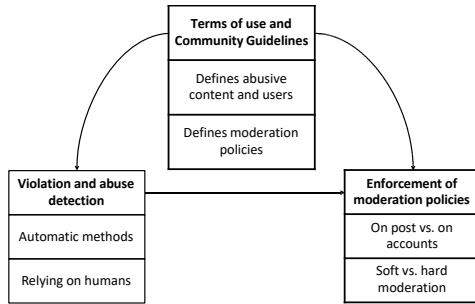 Terms of use and
Community Guidelines
Defines abusive
content and users
Defines moderation
policies
Violation and abuse
detection
Automatic methods
Relying on humans
Enforcement of
moderation policies
On post vs. on
accounts
Soft vs. hard
moderation